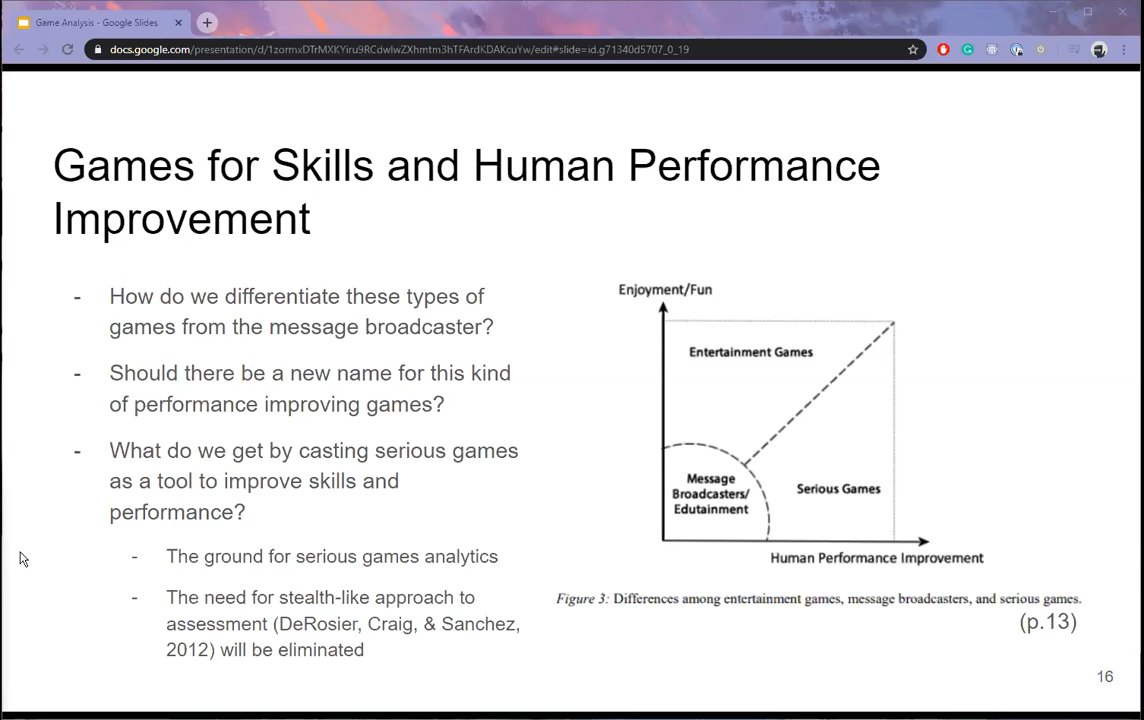 Game Analysis - Google Slides
docs.google.com/presentation/d/1zormxDTrMXKYiru9RCdwlwZXhmtm3hTFArdKDAKcuYw/edit#slide=id.g71340d5707_0_19
Games for Skills and Human Performance
Improvement
- How do we differentiate these types of
games from the message broadcaster?
- Should there be a new name for this kind
of performance improving games?
- What do we get by casting serious games
as a tool to improve skills and
performance?
- The ground for serious games analytics
- The need for stealth-like approach to
assessment (DeRosier, Craig, & Sanchez,
2012) will be eliminated
Enjoyment/Fun
Entertainment Games
Message
Broadcasters/
Edutainment
Serious Games
Human Performance Improvement
Figure 3: Differences among entertainment games, message broadcasters, and serious games.
(p.13)
16